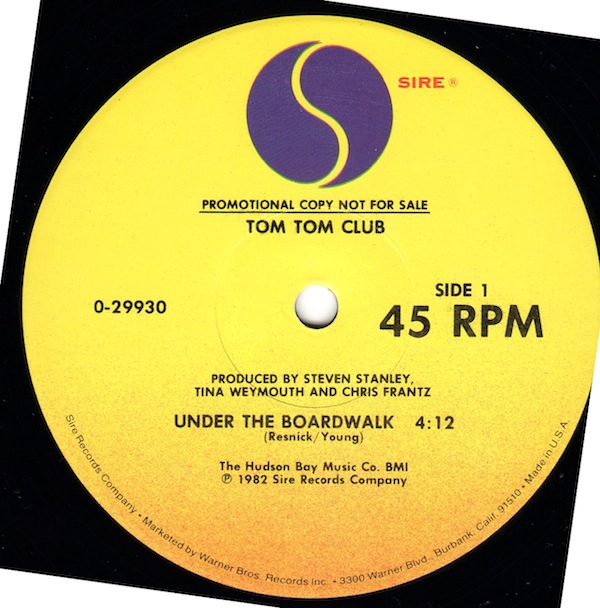 SIRE ®
PROMOTIONAL COPY NOT FOR SALE
TOM TOM CLUB
0-29930
SIDE 1
45 RPM
PRODUCED BY STEVEN STANLEY,
TINA WEYMOUTH AND CHRIS FRANTZ
UNDER THE BOARDWALK 4:12
(Resnick/Young)
The Hudson Bay Music Co. BMI
℗ 1982 Sire Records Company
Sire Records Company • Marketed by Warner Bros. Records Inc. • 3300 Warner Blvd., Burbank, Calif. 91510 • Made in U.S.A.